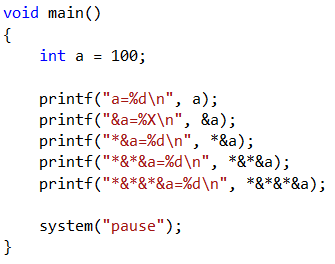 void main()
{
    int a = 100;

    printf("a=%d\n", a);
    printf("&a=%X\n", &a);
    printf("*&a=%d\n", *&a);
    printf("*&*&a=%d\n", *&*&a);
    printf("*&*&*&a=%d\n", *&*&*&a);

    system("pause");
}